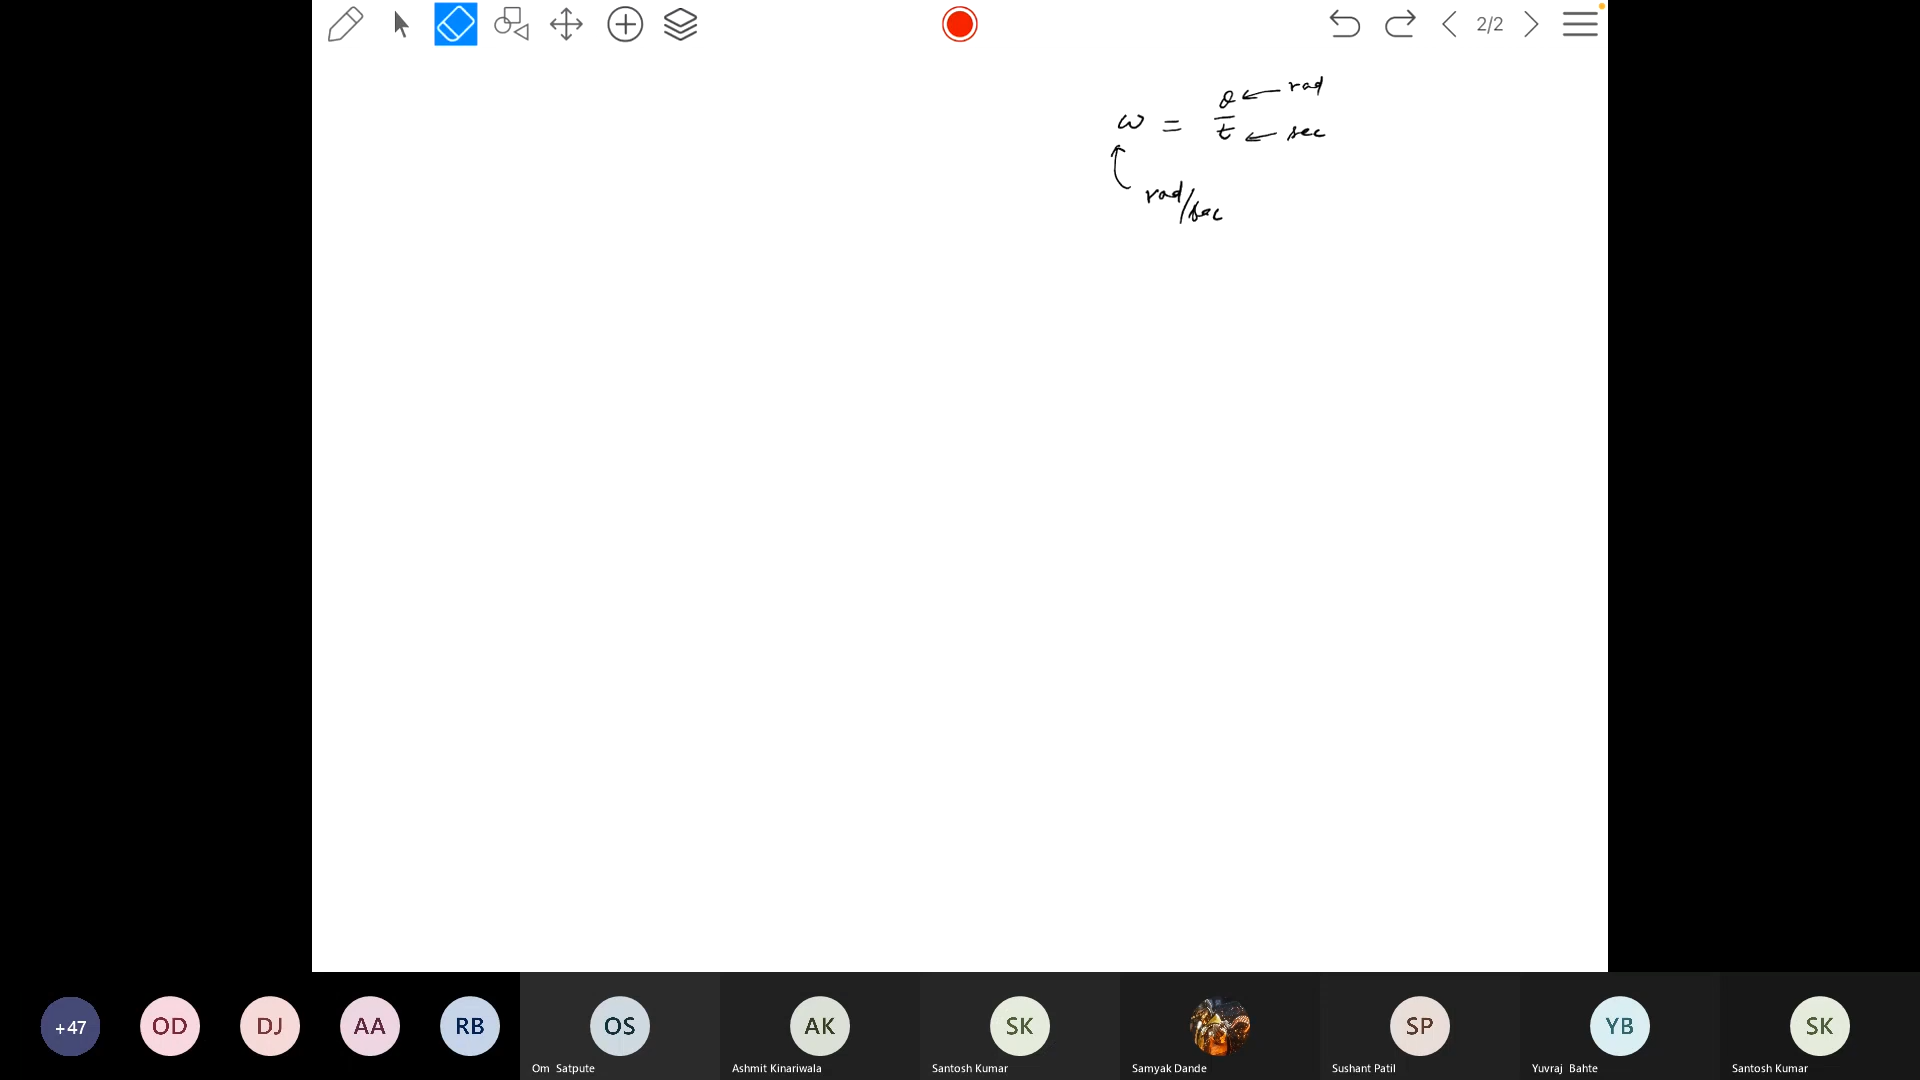 2/2
ω = θ/t ← rad
← sec
rad/sec
+47 OD DJ AA RB OS AK SK SP YB SK
Om Satpute Ashmit Kinariwala Santosh Kumar Samyak Dande Sushant Patil Yuvraj Bahte Santosh Kumar